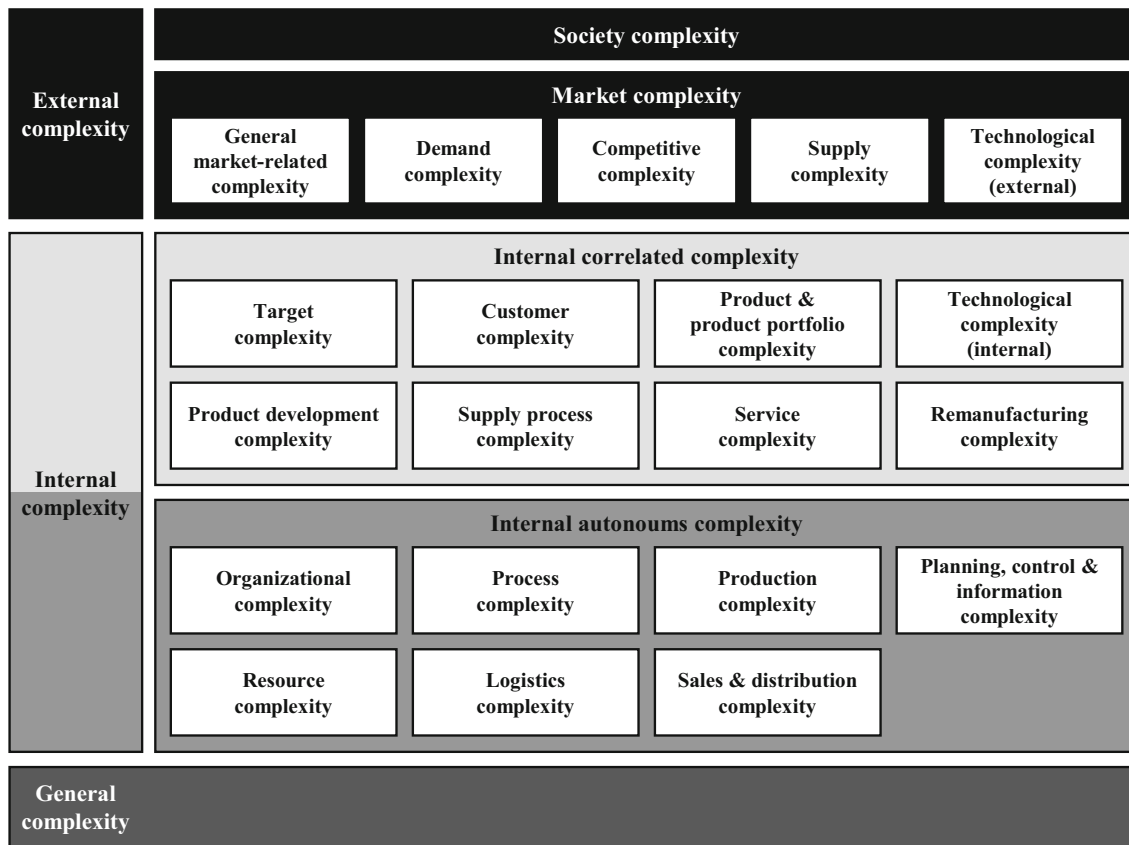 External
complexity
Society complexity
Market complexity
General
market-related
complexity
Demand
complexity
Competitive
complexity
Supply
complexity
Technological
complexity
(external)
Internal
complexity
Internal correlated complexity
Target
complexity
Customer
complexity
Product &
product portfolio
complexity
Technological
complexity
(internal)
Product development
complexity
Supply process
complexity
Service
complexity
Remanufacturing
complexity
Internal autonoums complexity
Organizational
complexity
Process
complexity
Production
complexity
Planning, control &
information
complexity
Resource
complexity
Logistics
complexity
Sales & distribution
complexity
General
complexity